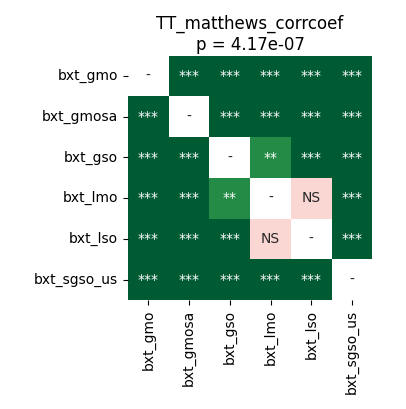 TT_matthews_corrcoef
p = 4.17e-07
bxt_gmo - *** *** *** *** ***
bxt_gmosa *** - *** *** *** ***
bxt_gso *** *** - ** *** ***
bxt_lmo *** *** ** - NS ***
bxt_lso *** *** *** NS - ***
bxt_sgso_us *** *** *** *** *** -
bxt_gmo bxt_gmosa bxt_gso bxt_lmo bxt_lso bxt_sgso_us